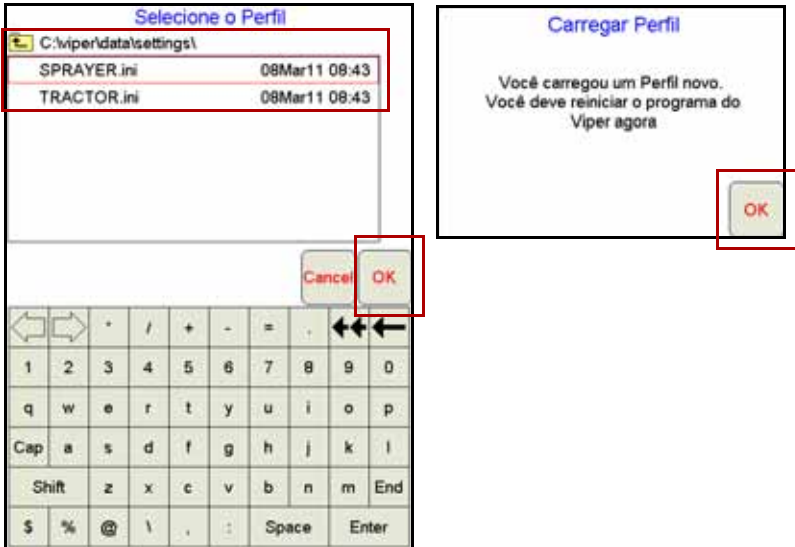 Selecione o Perfil
C:\viper\data\settings\
SPRAYER.ini 08Mar11 08:43
TRACTOR.ini 08Mar11 08:43
Cancel OK
* / + - = .
1 2 3 4 5 6 7 8 9 0
q w e r t y u i o p
Cap a s d f g h j k l
Shift z x c v b n m End
$ % @ \ , : Space Enter
Carregar Perfil
Você carregou um Perfil novo.
Você deve reiniciar o programa do
Viper agora
OK